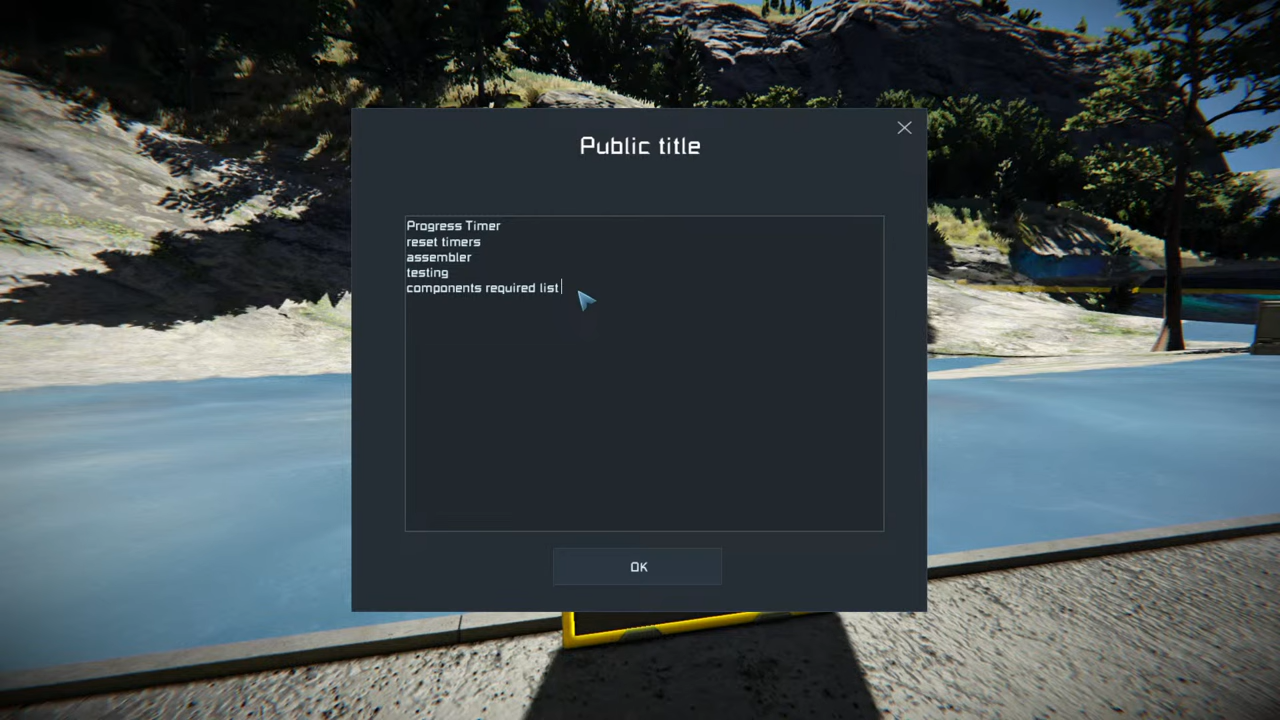 Public title
Progress Timer
reset timers
assembler
testing
components required list
OK